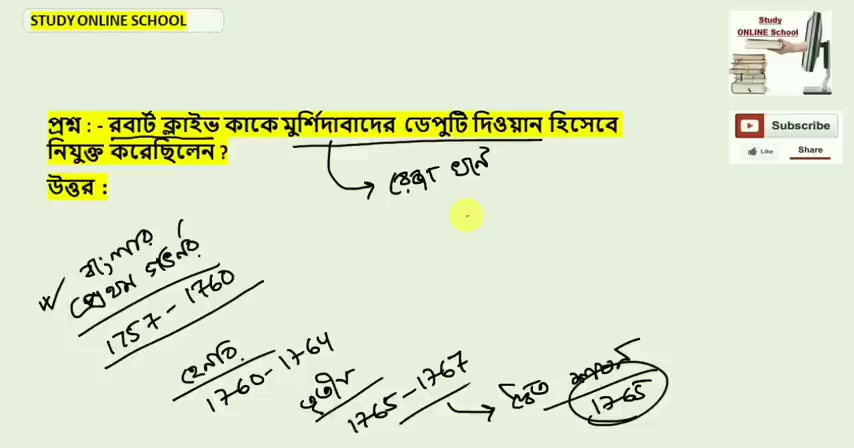 STUDY ONLINE SCHOOL
Study
ONLINE School
Subscribe
Like
Share
প্রশ্ন : - রবার্ট ক্লাইভ কাকে মুর্শিদাবাদের ডেপুটি দিওয়ান হিসেবে
নিযুক্ত করেছিলেন ?
উত্তর :
রেজা খান
বাংলার
প্রথম গভর্নর
1757 - 1760
হেনরি
1760 - 1764
তৃতীয়
1765 - 1767
দ্বৈত শাসন
1765